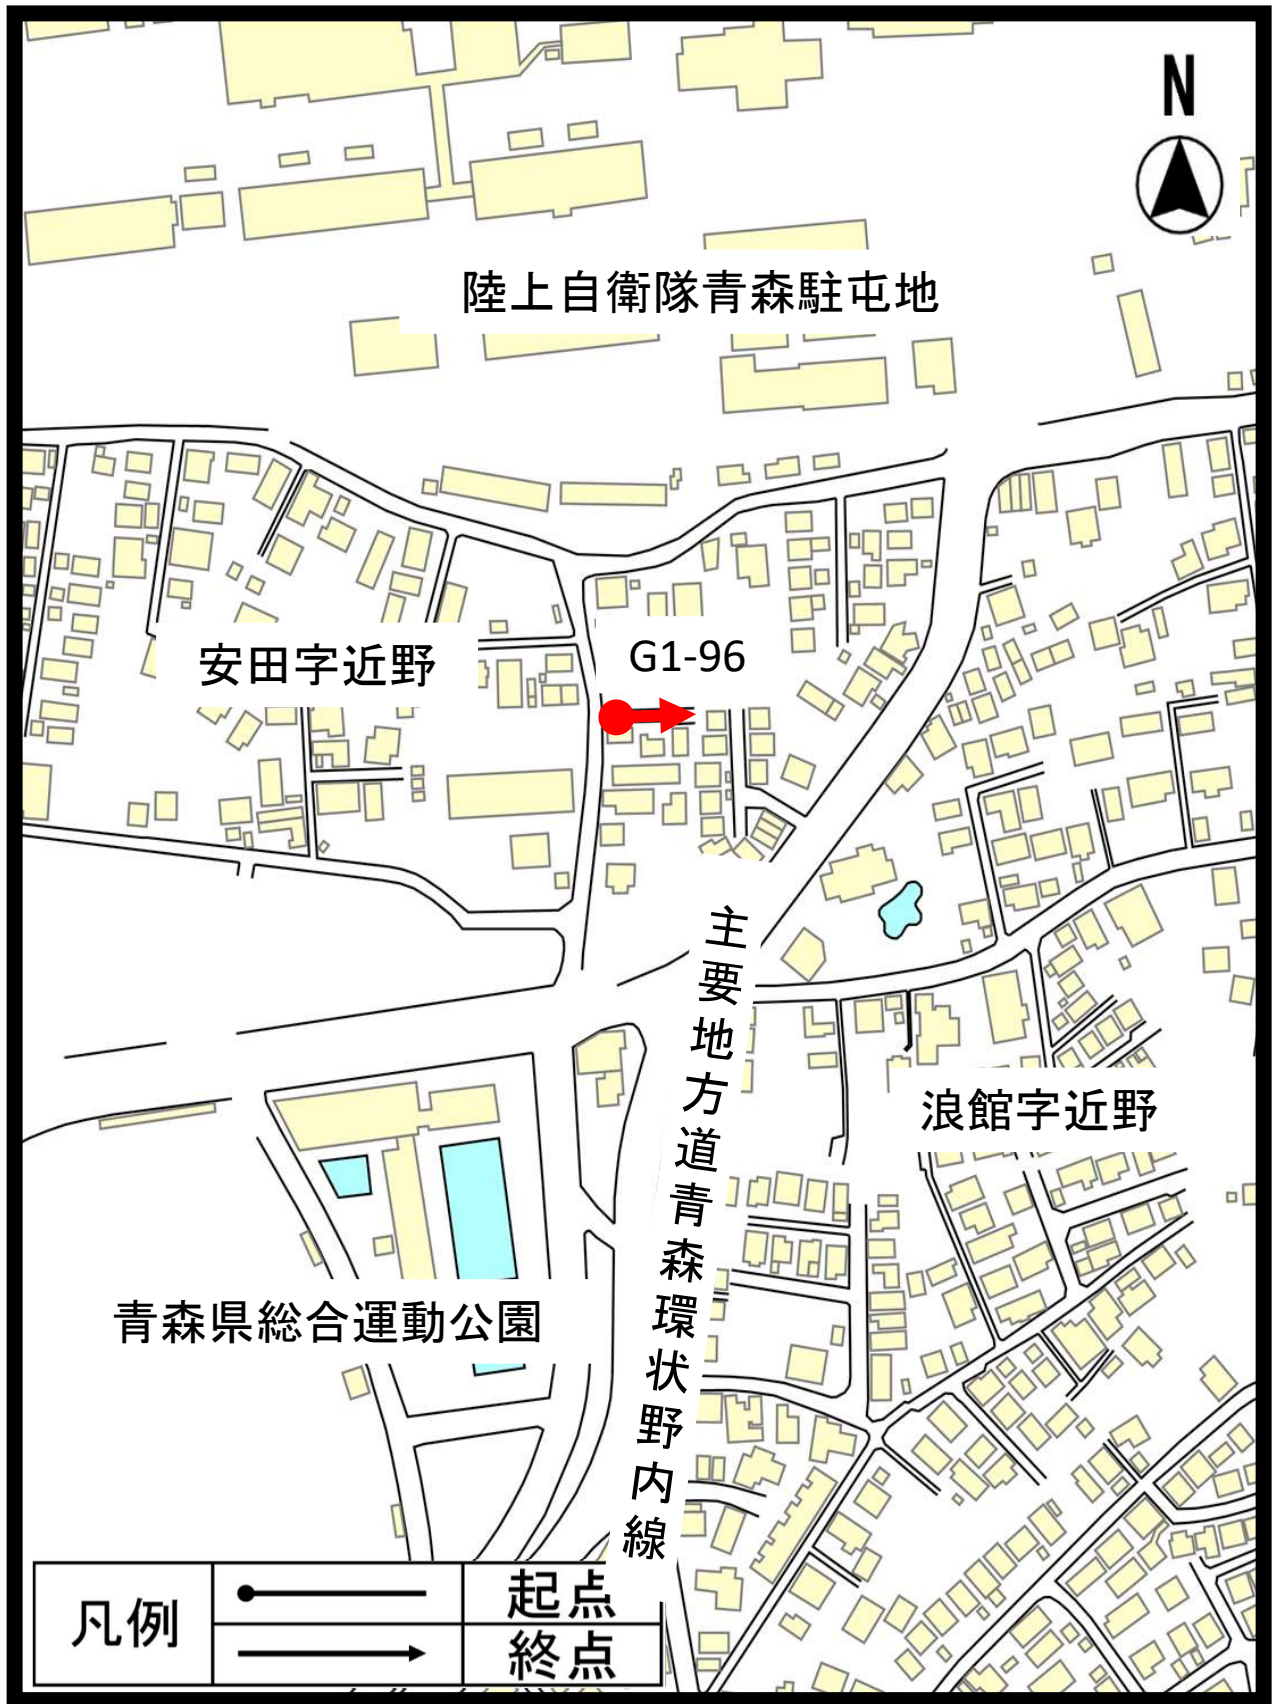 N
陸上自衛隊青森駐屯地
安田字近野
G1-96
主要地方道青森環状野内線
浪館字近野
青森県総合運動公園
凡例
起点
終点